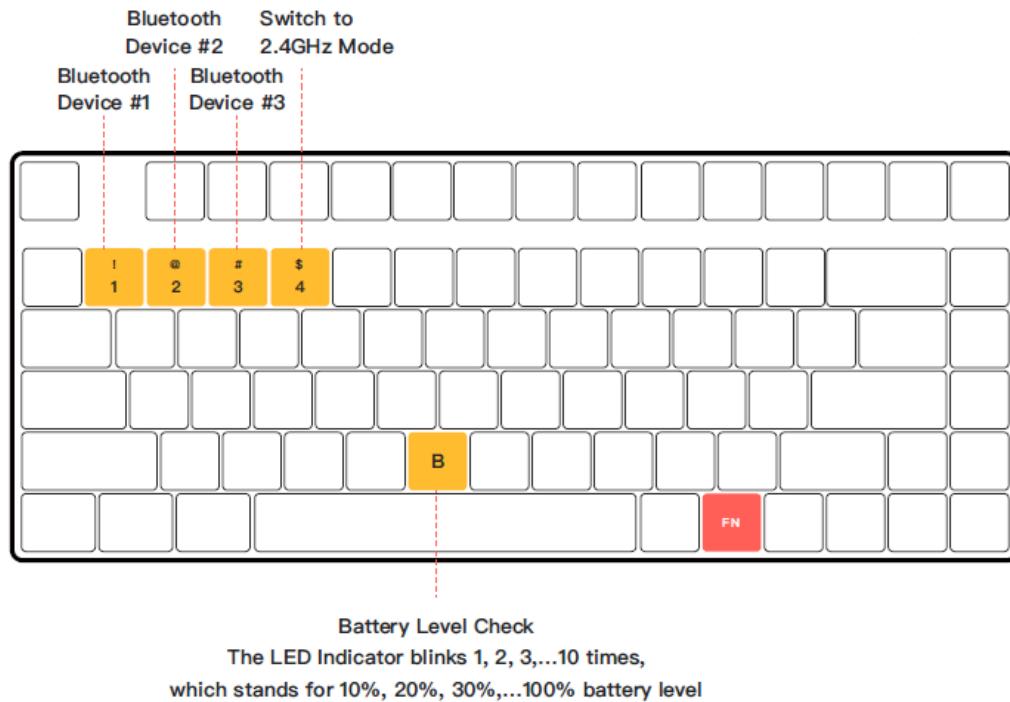 Bluetooth
Device #2
Switch to
2.4GHz Mode
Bluetooth
Device #1
Bluetooth
Device #3
!
1
@
2
#
3
$
4
B
FN
Battery Level Check
The LED Indicator blinks 1, 2, 3,...10 times,
which stands for 10%, 20%, 30%,...100% battery level